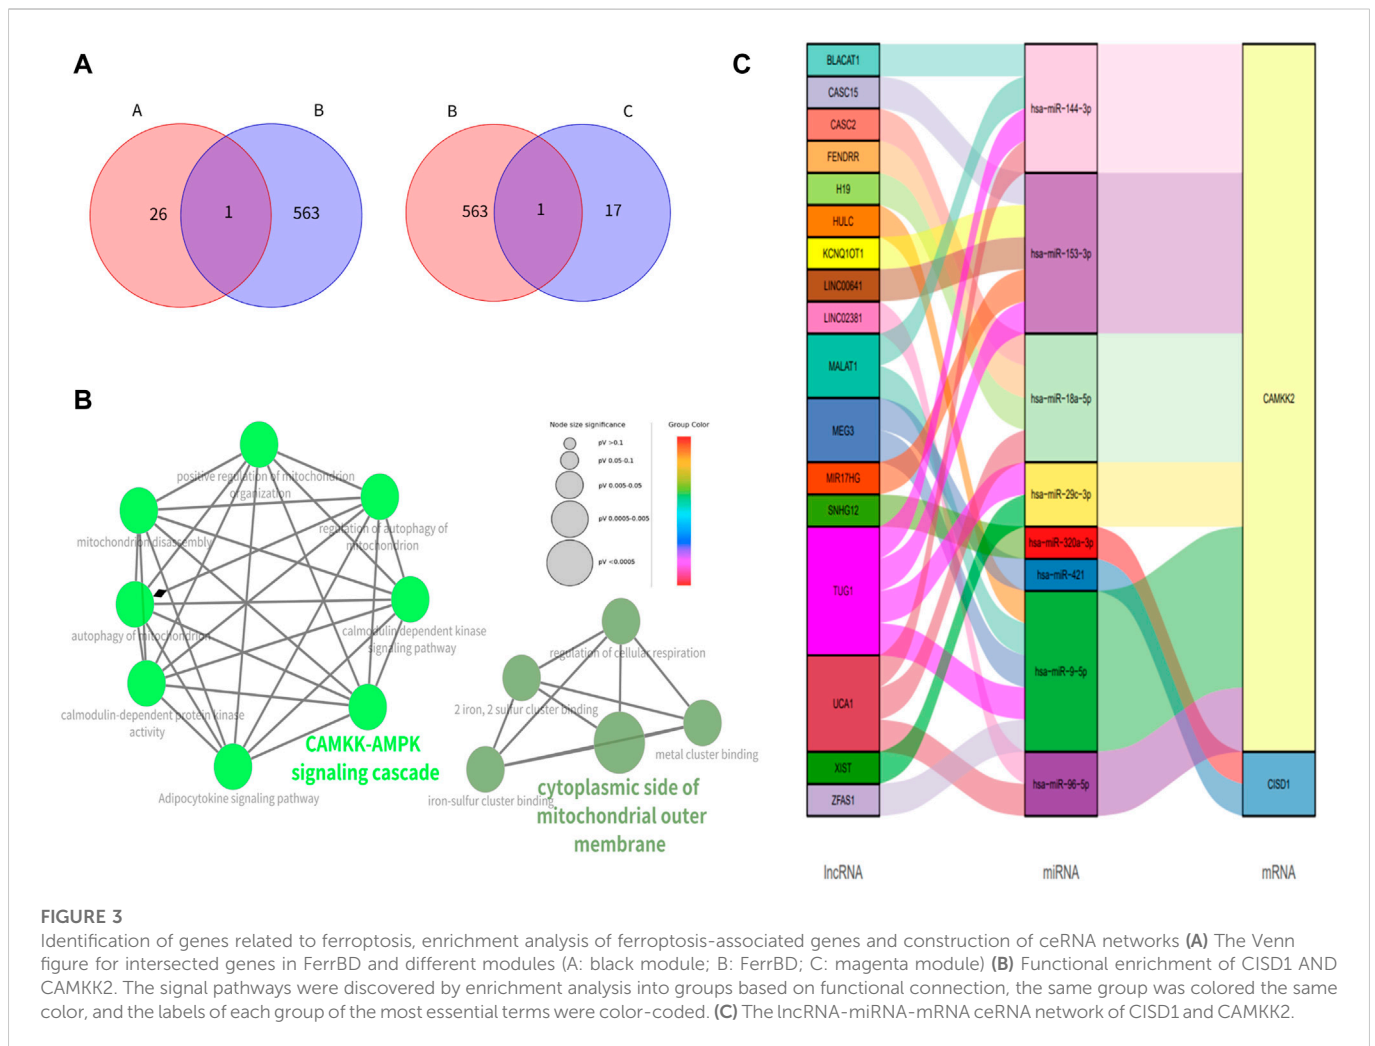 A
A
B
26
1
563
B
C
563
1
17
B
positive regulation of mitochondrion
organization
regulation of autophagy of
mitochondrion
mitochondrion disassembly
autophagy of mitochondrion
calmodulin dependent kinase
signaling pathway
calmodulin-dependent protein kinase
activity
CAMKK-AMPK
signaling cascade
Adipocytokine signaling pathway
Node size significance
Group Color
pV >0.1
pV 0.05-0.1
pV 0.005-0.05
pV 0.0005-0.005
pV <0.0005
regulation of cellular respiration
2 iron, 2 sulfur cluster binding
metal cluster binding
iron-sulfur cluster binding
cytoplasmic side of
mitochondrial outer
membrane
C
BLACAT1
CASC15
CASC2
FENDRR
H19
HULC
KCNQ1OT1
LINC00641
LINC02381
MALAT1
MEG3
MIR17HG
SNHG12
TUG1
UCA1
XIST
ZFAS1
hsa-miR-144-3p
hsa-miR-153-3p
hsa-miR-18a-5p
hsa-miR-29c-3p
hsa-miR-320a-3p
hsa-miR-421
hsa-miR-9-5p
hsa-miR-96-5p
CAMKK2
CISD1
lncRNA
miRNA
mRNA
FIGURE 3
Identification of genes related to ferroptosis, enrichment analysis of ferroptosis-associated genes and construction of ceRNA networks (A) The Venn
figure for intersected genes in FerrBD and different modules (A: black module; B: FerrBD; C: magenta module) (B) Functional enrichment of CISD1 AND
CAMKK2. The signal pathways were discovered by enrichment analysis into groups based on functional connection, the same group was colored the same
color, and the labels of each group of the most essential terms were color-coded. (C) The lncRNA-miRNA-mRNA ceRNA network of CISD1 and CAMKK2.